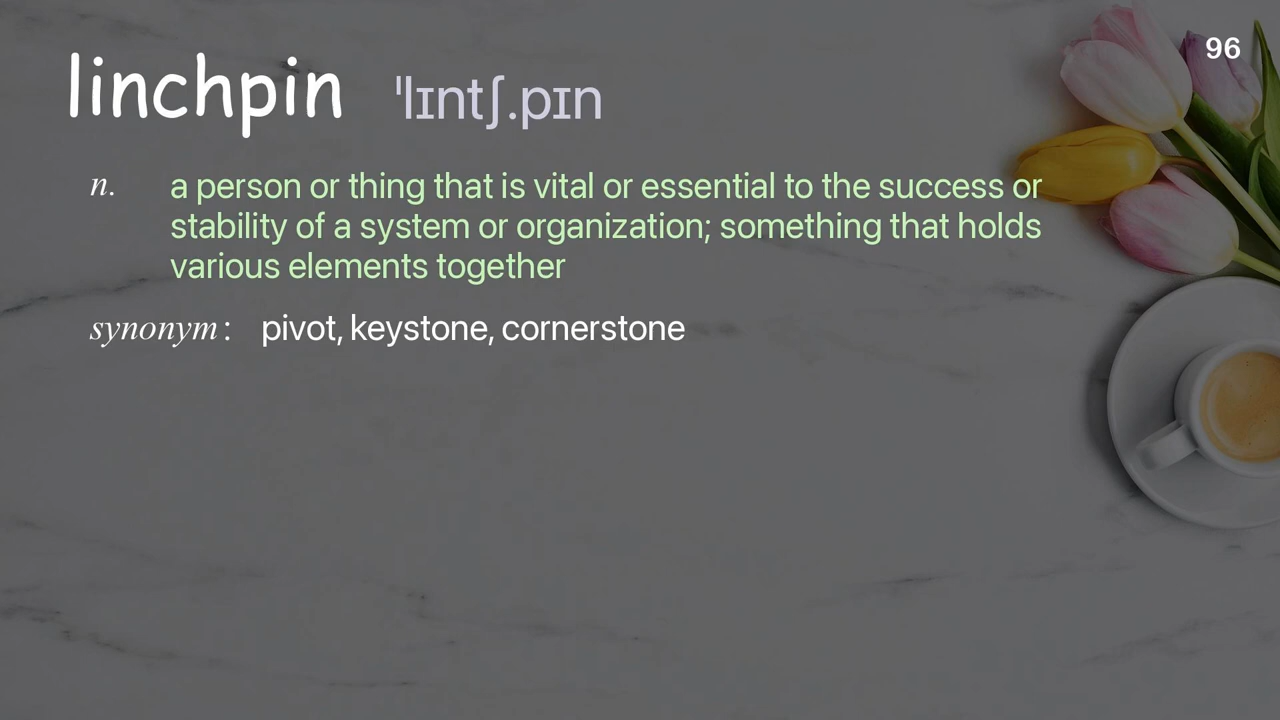 96
linchpin ˈlɪntʃ.pɪn
n. a person or thing that is vital or essential to the success or
stability of a system or organization; something that holds
various elements together
synonym: pivot, keystone, cornerstone